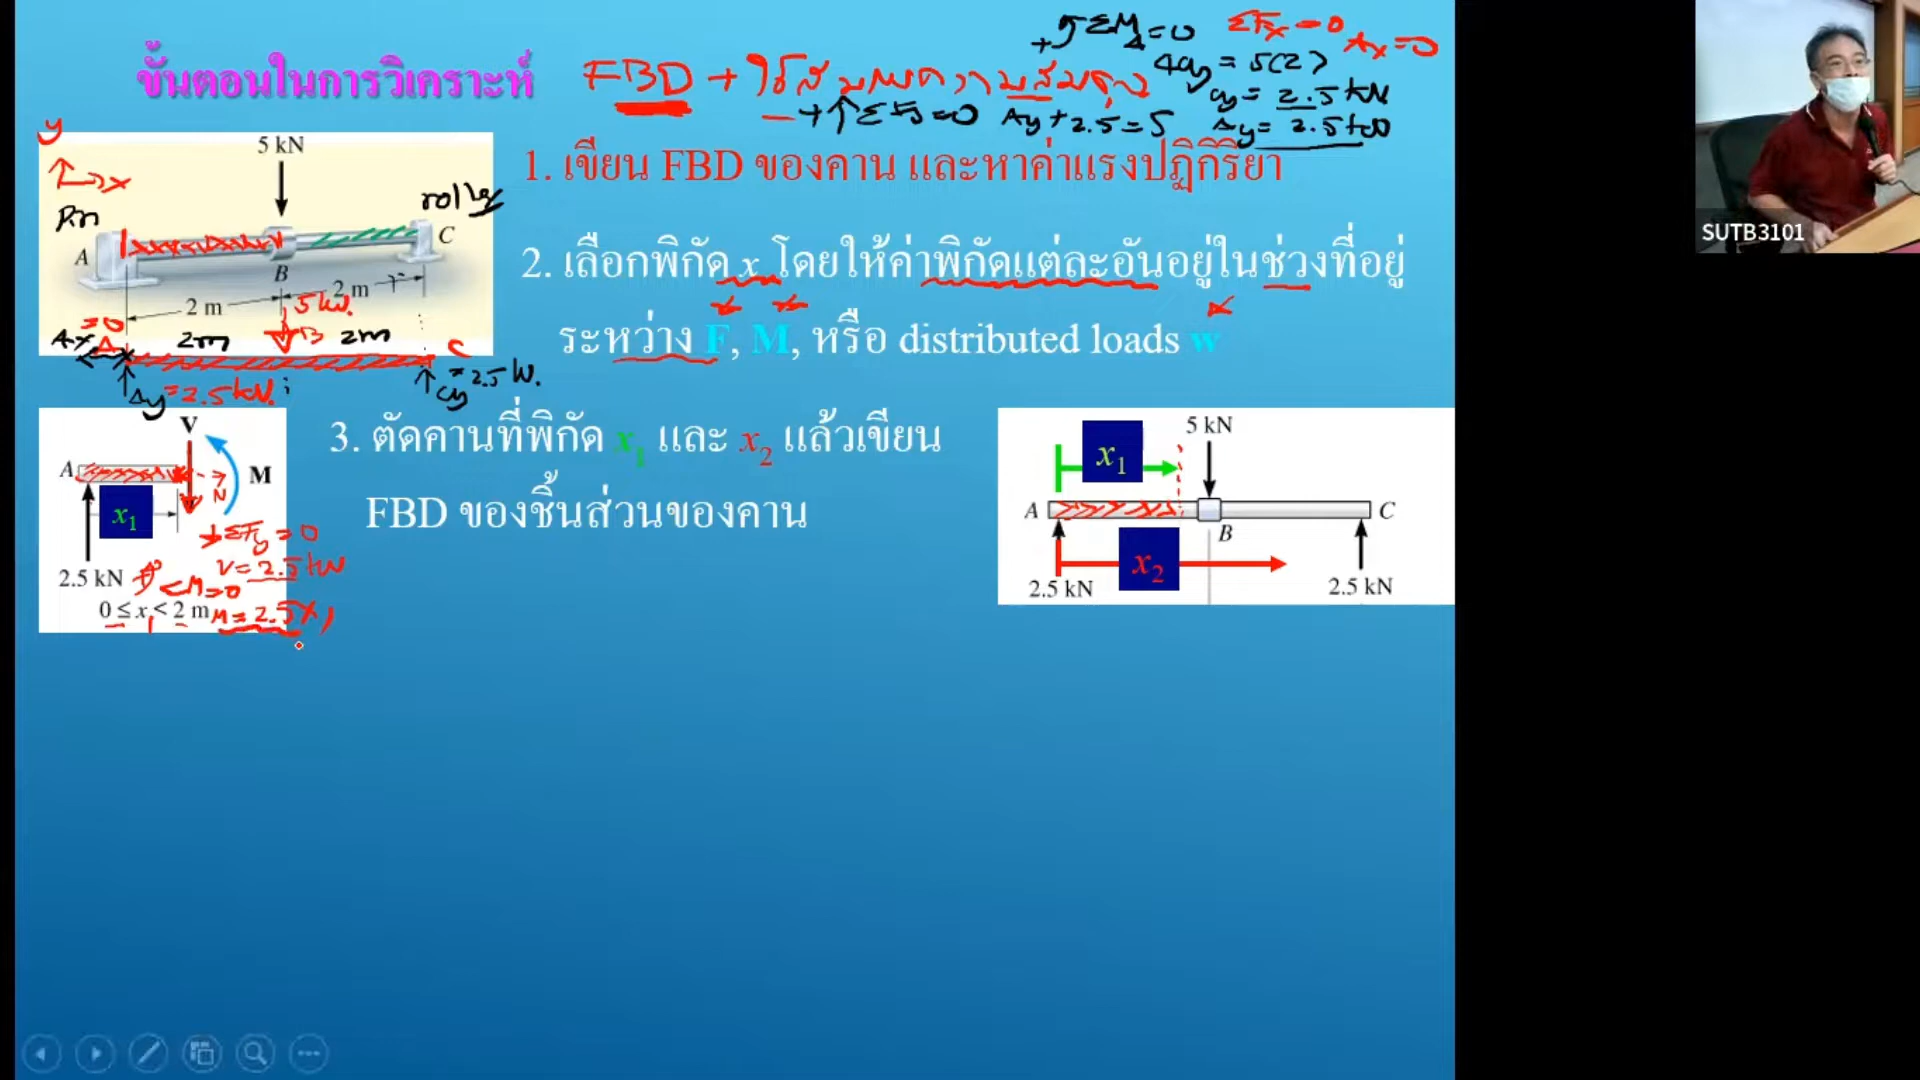 ขั้นตอนในการวิเคราะห์
FBD + ใช้สมการความสมดุล
+ ΣM_A = 0
4Cy = 5(2)
Cy = 2.5 kN
ΣFx = 0 Ax = 0
+↑ΣFy = 0 Ay + 2.5 = 5 Ay = 2.5 kN
1. เขียน FBD ของคาน และหาค่าแรงปฏิกิริยา
y
x
5 kN
Pin
roller
A
B
C
2 m
2 m
2. เลือกพิกัด x โดยให้ค่าพิกัดแต่ละอันอยู่ในช่วงที่อยู่
ระหว่าง F, M, หรือ distributed loads w
Ax = 0
A
2m
B
2m
C
Ay = 2.5 kN
Cy = 2.5
3. ตัดคานที่พิกัด x1 และ x2 แล้วเขียน
FBD ของชิ้นส่วนของคาน
V
A
M
N
x1
2.5 kN
0 ≤ x < 2 m
+ΣFy = 0
V = 2.5 kN
ΣM = 0
M = 2.5x1
5 kN
x1
A
B
C
x2
2.5 kN
2.5 kN
SUTB3101